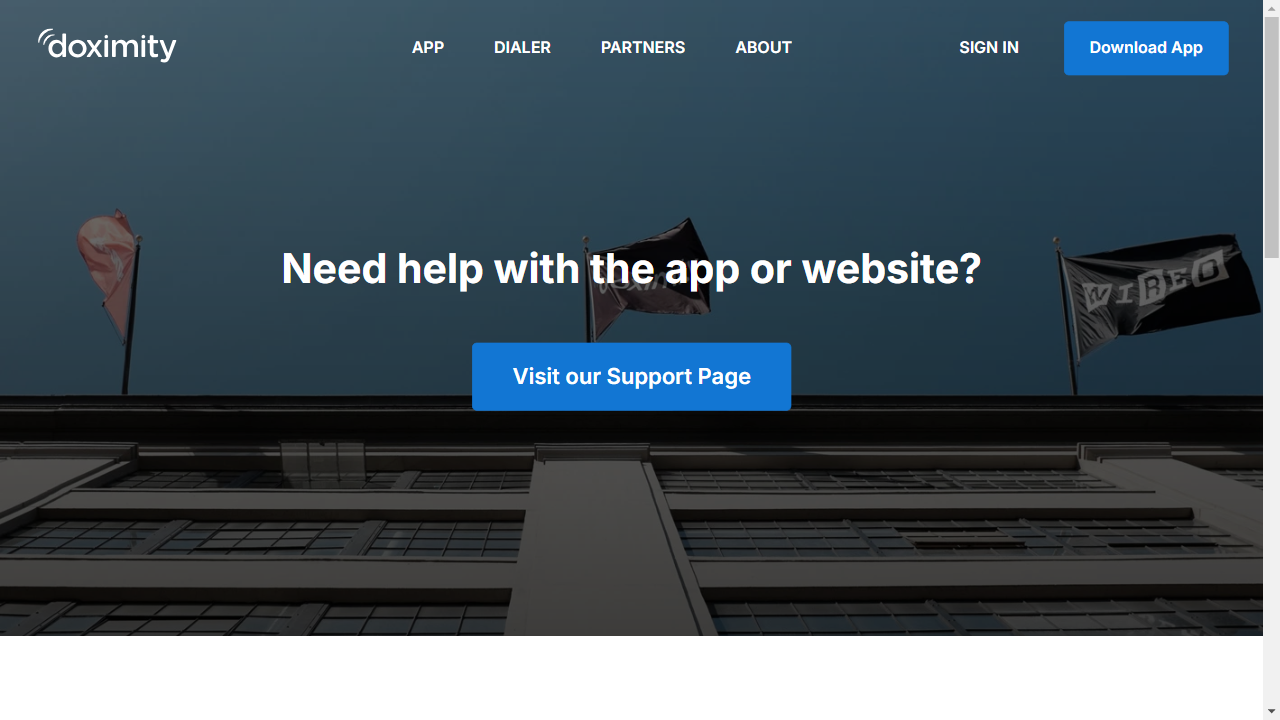 doximity
APP DIALER PARTNERS ABOUT SIGN IN Download App
Need help with the app or website?
WIRED
Visit our Support Page